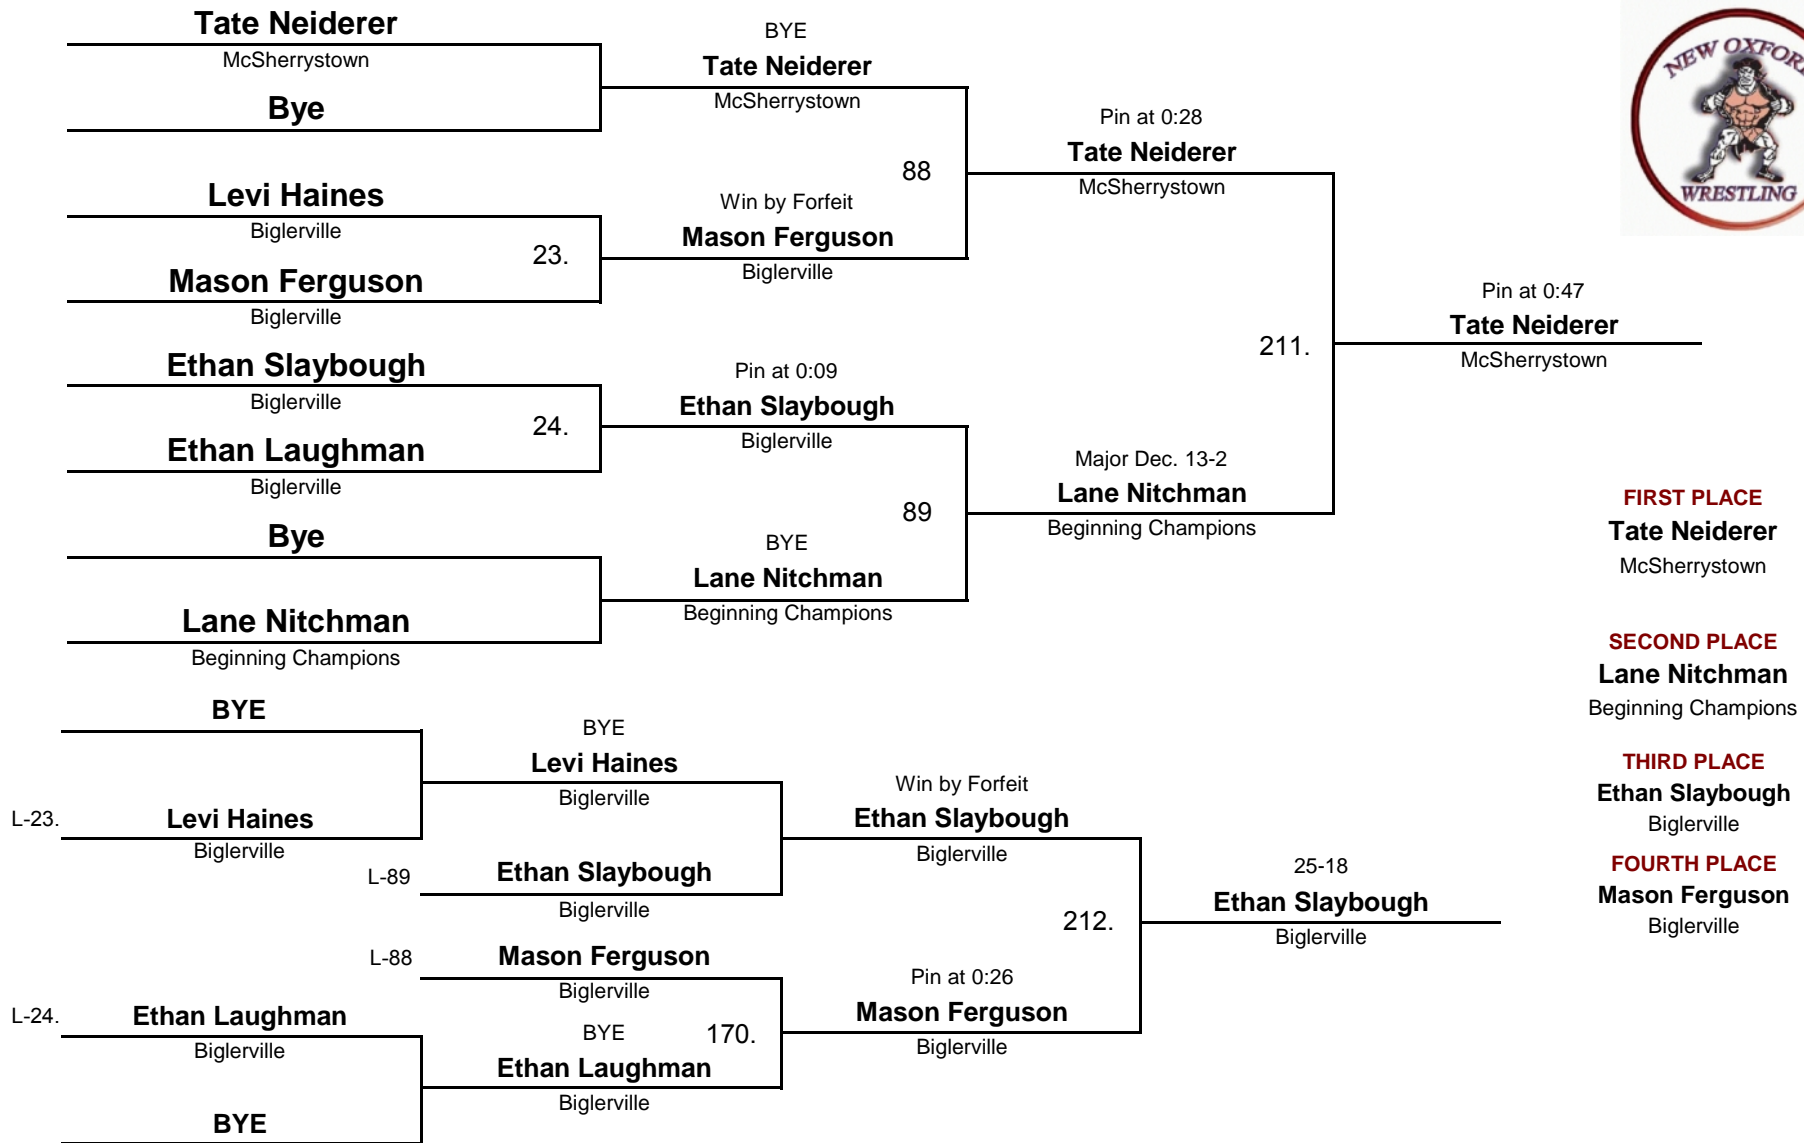 Tate Neiderer
McSherrystown
Bye
Levi Haines
Biglerville
23.
Mason Ferguson
Biglerville
Ethan Slaybough
Biglerville
24.
Ethan Laughman
Biglerville
Bye
Lane Nitchman
Beginning Champions
BYE
Tate Neiderer
McSherrystown
88
Win by Forfeit
Mason Ferguson
Biglerville
Pin at 0:09
Ethan Slaybough
Biglerville
89
BYE
Lane Nitchman
Beginning Champions
Pin at 0:28
Tate Neiderer
McSherrystown
211.
Major Dec. 13-2
Lane Nitchman
Beginning Champions
Pin at 0:47
Tate Neiderer
McSherrystown
NEW OXFOR
WRESTLING
FIRST PLACE
Tate Neiderer
McSherrystown
SECOND PLACE
Lane Nitchman
Beginning Champions
THIRD PLACE
Ethan Slaybough
Biglerville
FOURTH PLACE
Mason Ferguson
Biglerville
BYE
L-23.
Levi Haines
Biglerville
L-24.
Ethan Laughman
Biglerville
BYE
BYE
Levi Haines
Biglerville
L-89
Ethan Slaybough
Biglerville
L-88
Mason Ferguson
Biglerville
BYE
170.
Ethan Laughman
Biglerville
Win by Forfeit
Ethan Slaybough
Biglerville
212.
Pin at 0:26
Mason Ferguson
Biglerville
25-18
Ethan Slaybough
Biglerville